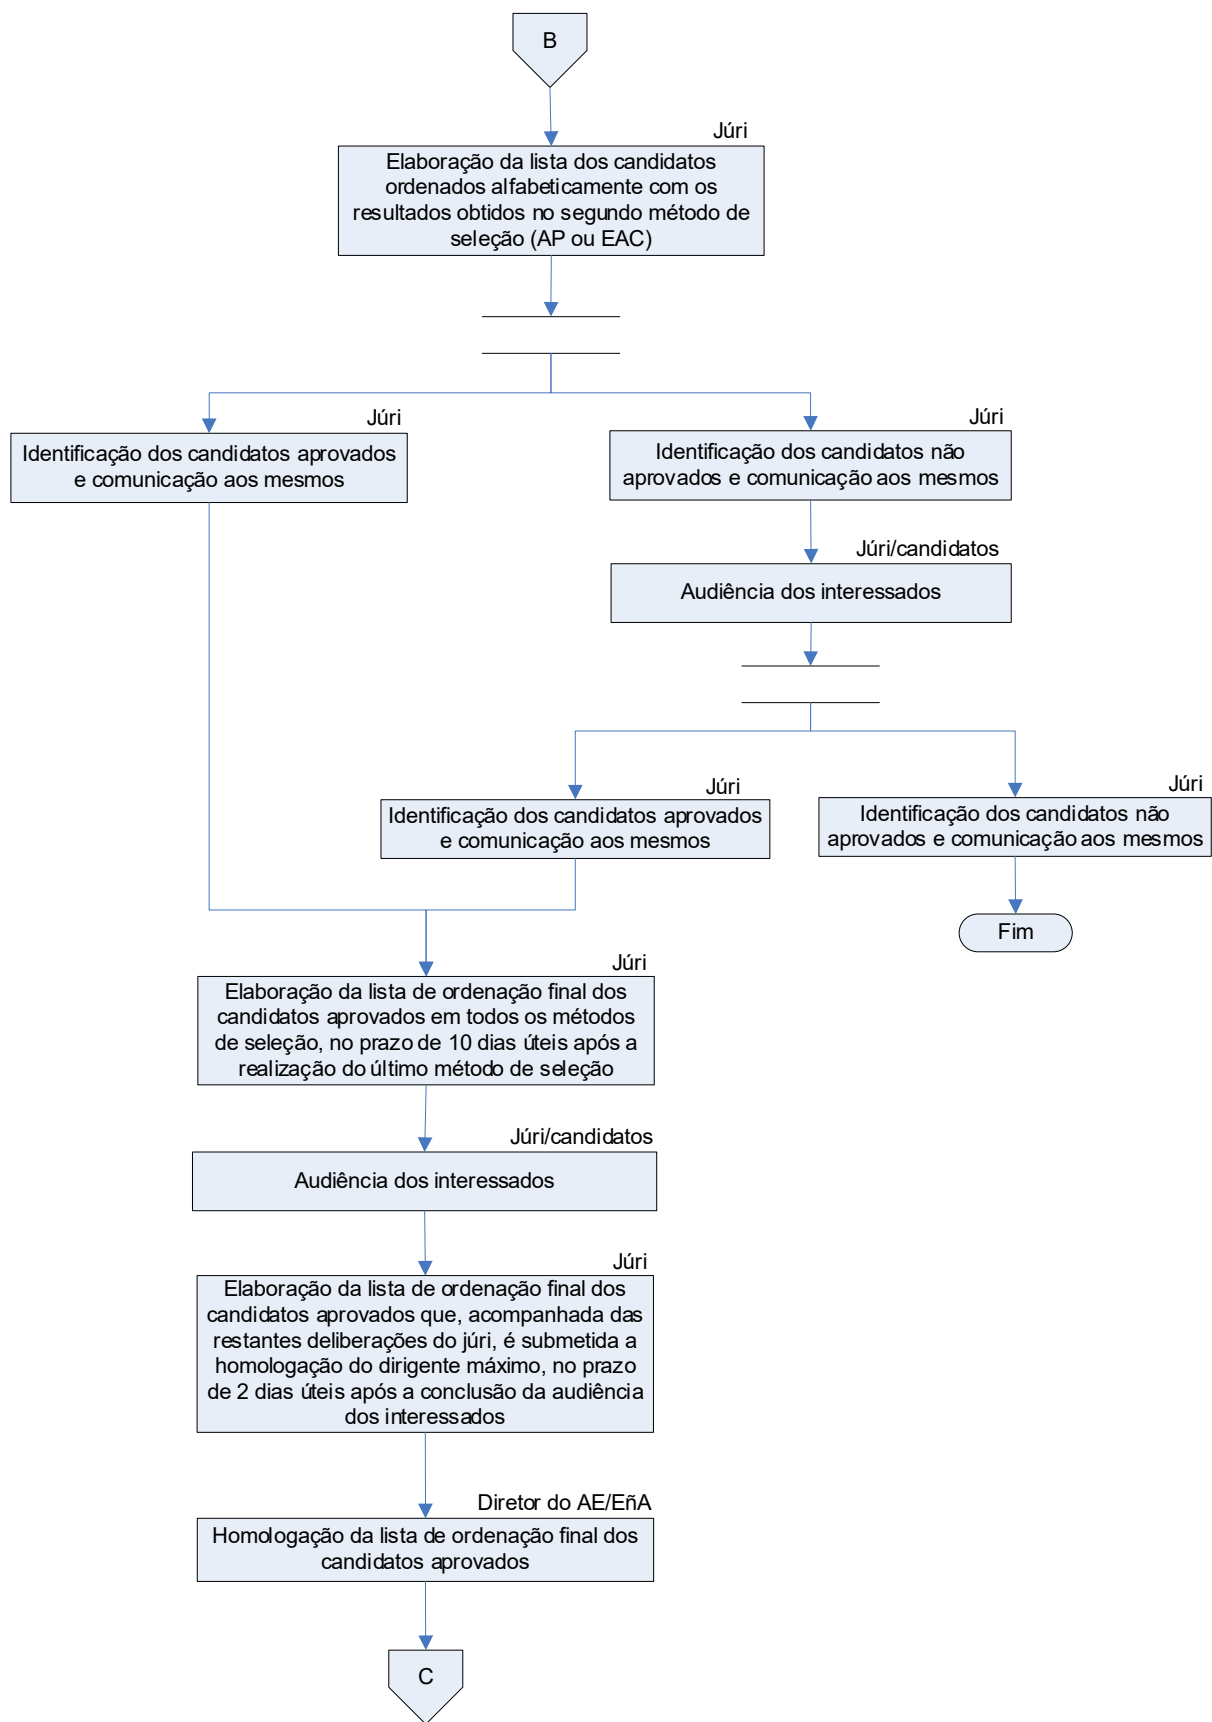 B
Júri
Elaboração da lista dos candidatos
ordenados alfabeticamente com os
resultados obtidos no segundo método de
seleção (AP ou EAC)
Júri
Identificação dos candidatos aprovados
e comunicação aos mesmos
Júri
Identificação dos candidatos não
aprovados e comunicação aos mesmos
Júri/candidatos
Audiência dos interessados
Júri
Identificação dos candidatos aprovados
e comunicação aos mesmos
Júri
Identificação dos candidatos não
aprovados e comunicação aos mesmos
Fim
Júri
Elaboração da lista de ordenação final dos
candidatos aprovados em todos os métodos
de seleção, no prazo de 10 dias úteis após a
realização do último método de seleção
Júri/candidatos
Audiência dos interessados
Júri
Elaboração da lista de ordenação final dos
candidatos aprovados que, acompanhada das
restantes deliberações do júri, é submetida a
homologação do dirigente máximo, no prazo
de 2 dias úteis após a conclusão da audiência
dos interessados
Diretor do AE/EñA
Homologação da lista de ordenação final dos
candidatos aprovados
C